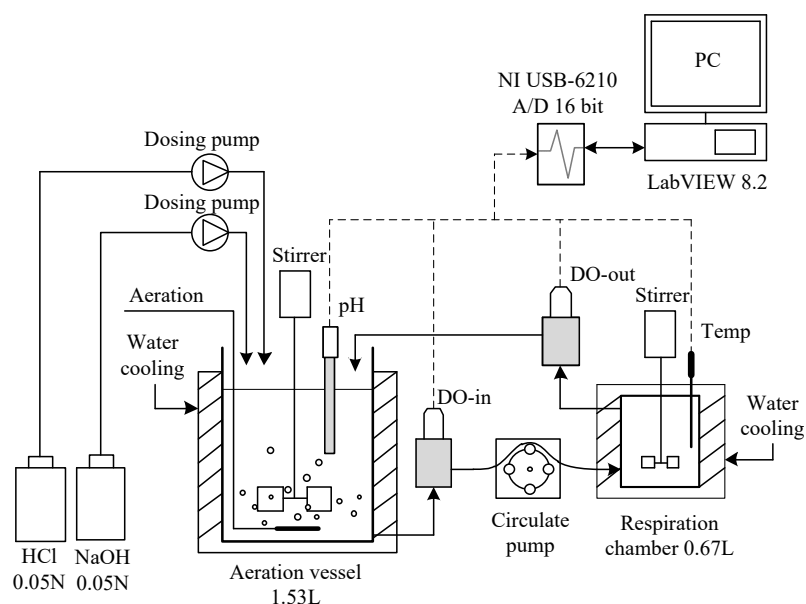 PC
NI USB-6210
A/D 16 bit
LabVIEW 8.2
Dosing pump
Dosing pump
Stirrer
DO-out
Stirrer
Aeration
pH
Temp
Water
cooling
DO-in
Water
cooling
HCl
0.05N
NaOH
0.05N
Circulate
pump
Respiration
chamber 0.67L
Aeration vessel
1.53L